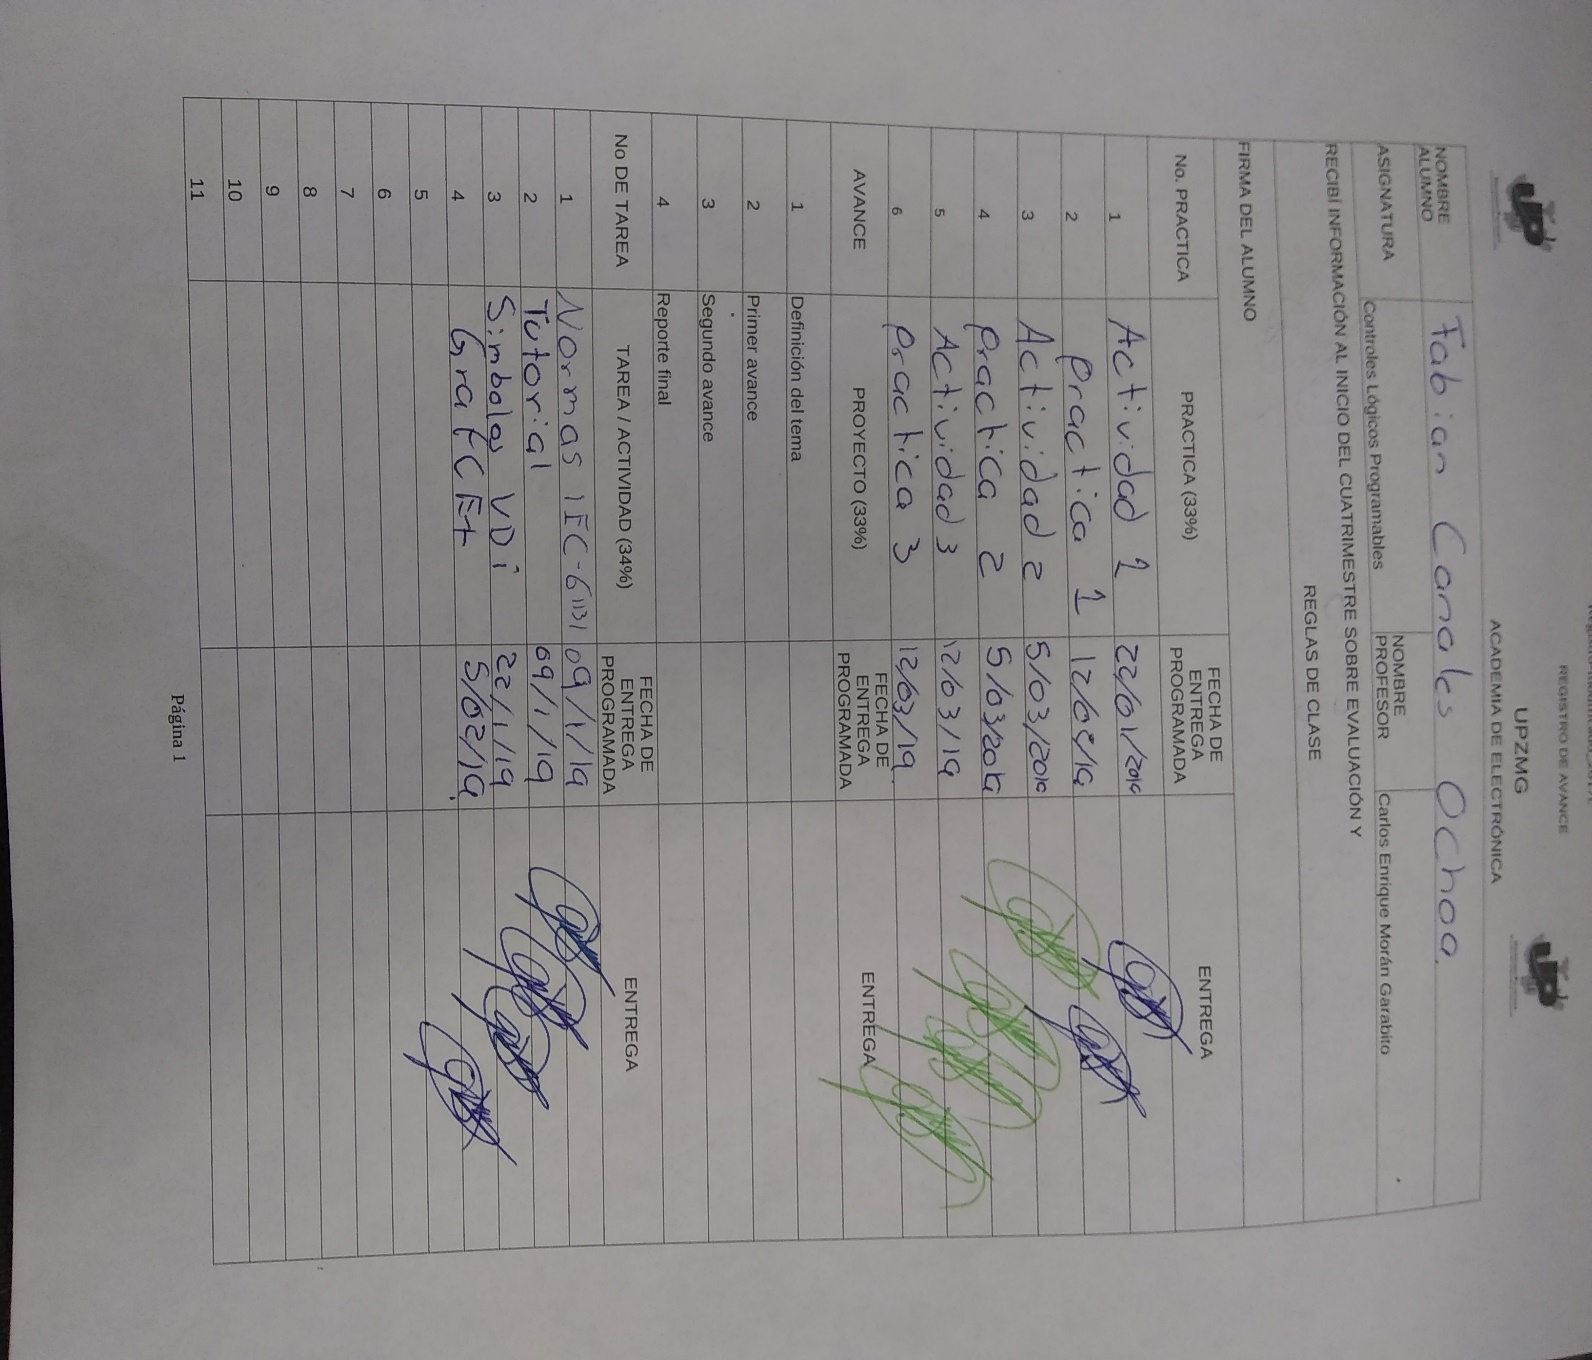 REGISTRO DE AVANCE
UPZMG
ACADEMIA DE ELECTRÓNICA
NOMBRE ALUMNO Fabian Canales Ochoa.
ASIGNATURA Controles Lógicos Programables NOMBRE PROFESOR Carlos Enrique Morán Garabito
RECIBÍ INFORMACIÓN AL INICIO DEL CUATRIMESTRE SOBRE EVALUACIÓN Y
REGLAS DE CLASE
FIRMA DEL ALUMNO
No. PRACTICA PRACTICA (33%) FECHA DE ENTREGA PROGRAMADA ENTREGA
1 Actividad 1 22/01/2019
2 Practica 1 12/02/19
3 Actividad 2 5/03/2019
4 Practica 2 5/03/2019
5 Actividad 3 12/03/19
6 Practica 3 12/03/19
AVANCE PROYECTO (33%) FECHA DE ENTREGA PROGRAMADA ENTREGA
1 Definición del tema
2 Primer avance
3 Segundo avance
4 Reporte final
No DE TAREA TAREA / ACTIVIDAD (34%) FECHA DE ENTREGA PROGRAMADA ENTREGA
1 Normas IEC-61131 09/1/19
2 Tutorial 09/1/19
3 Simbolos VDi 22/1/19
4 GrafCEt 5/02/19
5
6
7
8
9
10
11
Página 1